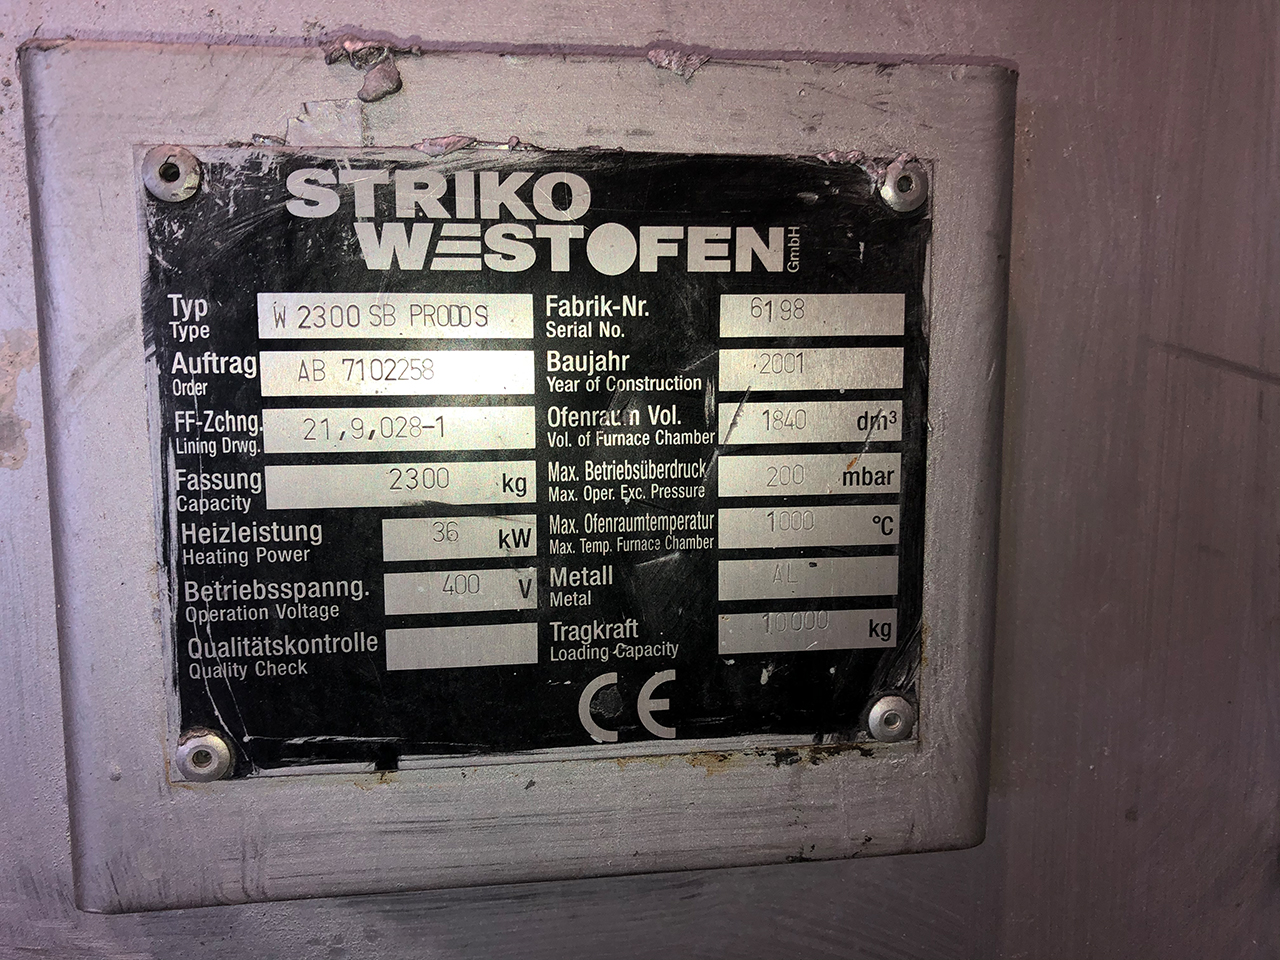 STRIKO
WESTOFEN GmbH
Typ W 2300 SB PRODOS Fabrik-Nr. 6198
Type Serial No.
Auftrag AB 7102258 Baujahr 2001
Order Year of Construction
FF-Zchng. 21,9,028-1 Ofenraum Vol. 1840 dm³
Lining Drwg. Vol. of Furnace Chamber
Fassung 2300 kg Max. Betriebsüberdruck 200 mbar
Capacity Max. Oper. Exc. Pressure
Heizleistung 36 kW Max. Ofenraumtemperatur 1000 °C
Heating Power Max. Temp. Furnace Chamber
Betriebsspanng. 400 V Metall AL
Operation Voltage Metal
Qualitätskontrolle Tragkraft 10000 kg
Quality Check Loading Capacity
CE